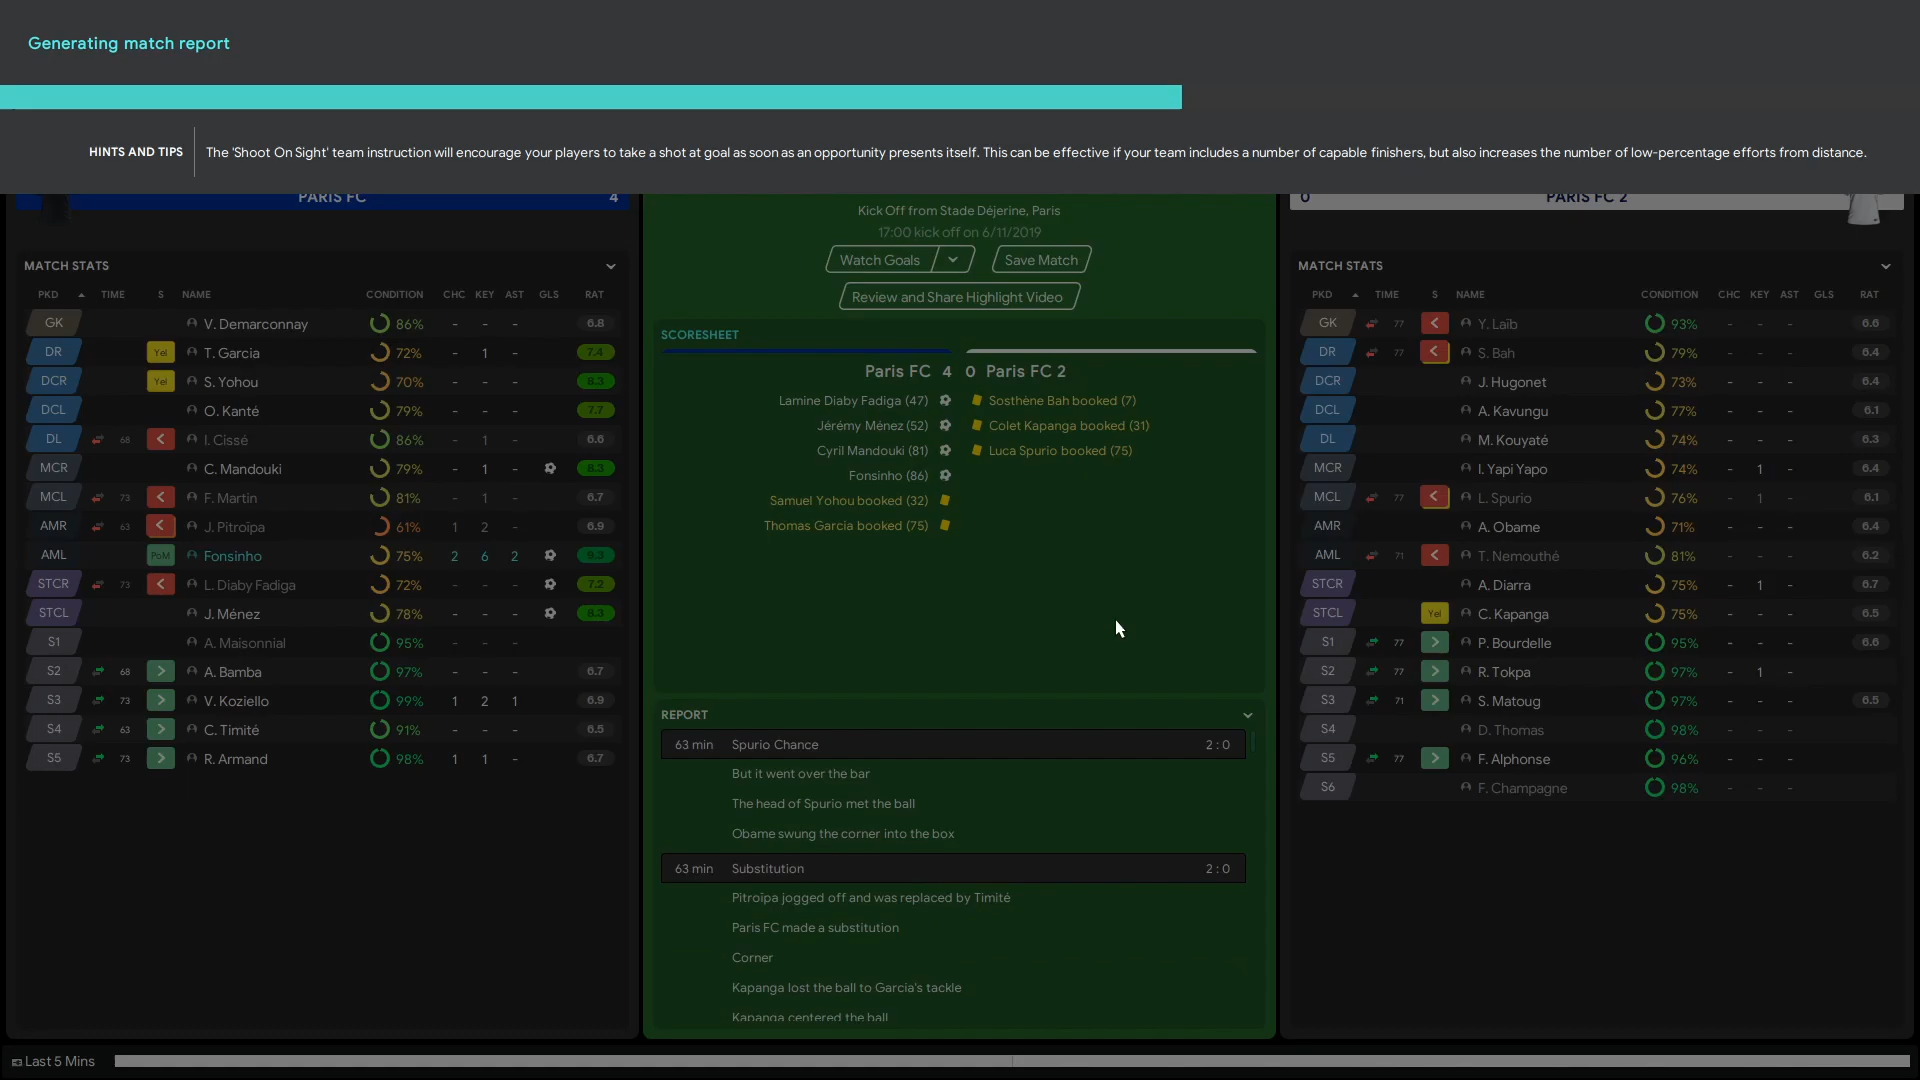 Generating match report
HINTS AND TIPS
The 'Shoot On Sight' team instruction will encourage your players to take a shot at goal as soon as an opportunity presents itself. This can be effective if your team includes a number of capable finishers, but also increases the number of low-percentage efforts from distance.
PARIS FC 4
0 PARIS FC 2
MATCH STATS
PKD TIME S NAME CONDITION CHC KEY AST GLS RAT
GK V. Demarconnay 86% - - - 6.8
DR Yel T. Garcia 72% - 1 - 7.4
DCR Yel S. Yohou 70% - - - 8.3
DCL O. Kanté 79% - - - 7.7
DL 68 I. Cissé 86% - 1 - 6.6
MCR C. Mandouki 79% - 1 - 8.3
MCL 73 F. Martin 81% - 1 - 6.7
AMR 63 J. Pitroïpa 61% 1 2 - 6.9
AML PoM Fonsinho 75% 2 6 2 9.3
STCR 73 L. Diaby Fadiga 72% - - - 7.2
STCL J. Ménez 78% - - - 8.3
S1 A. Maisonnial 95% - - -
S2 68 A. Bamba 97% - - - 6.7
S3 73 V. Koziello 99% 1 2 1 6.9
S4 63 C. Timité 91% - - - 6.5
S5 73 R. Armand 98% 1 1 - 6.7
Kick Off from Stade Déjerine, Paris
17:00 kick off on 6/11/2019
Watch Goals
Save Match
Review and Share Highlight Video
SCORESHEET
Paris FC 4 0 Paris FC 2
Lamine Diaby Fadiga (47) Sosthène Bah booked (7)
Jérémy Ménez (52) Colet Kapanga booked (31)
Cyril Mandouki (81) Luca Spurio booked (75)
Fonsinho (86)
Samuel Yohou booked (32)
Thomas Garcia booked (75)
REPORT
63 min Spurio Chance 2 : 0
But it went over the bar
The head of Spurio met the ball
Obame swung the corner into the box
63 min Substitution 2 : 0
Pitroïpa jogged off and was replaced by Timité
Paris FC made a substitution
Corner
Kapanga lost the ball to Garcia's tackle
Kapanga centered the ball
MATCH STATS
PKD TIME S NAME CONDITION CHC KEY AST GLS RAT
GK 77 Y. Laïb 93% - - - 6.6
DR 77 S. Bah 79% - - - 6.4
DCR J. Hugonet 73% - - - 6.4
DCL A. Kavungu 77% - - - 6.1
DL M. Kouyaté 74% - - - 6.3
MCR I. Yapi Yapo 74% - 1 - 6.4
MCL 77 L. Spurio 76% - 1 - 6.1
AMR A. Obame 71% - - - 6.4
AML 71 T. Nemouthé 81% - - - 6.2
STCR A. Diarra 75% - 1 - 6.7
STCL Yel C. Kapanga 75% - - - 6.5
S1 77 P. Bourdelle 95% - - - 6.6
S2 77 R. Tokpa 97% - 1 -
S3 71 S. Matoug 97% - - - 6.5
S4 D. Thomas 98% - - -
S5 77 F. Alphonse 96% - - -
S6 F. Champagne 98% - - -
Last 5 Mins